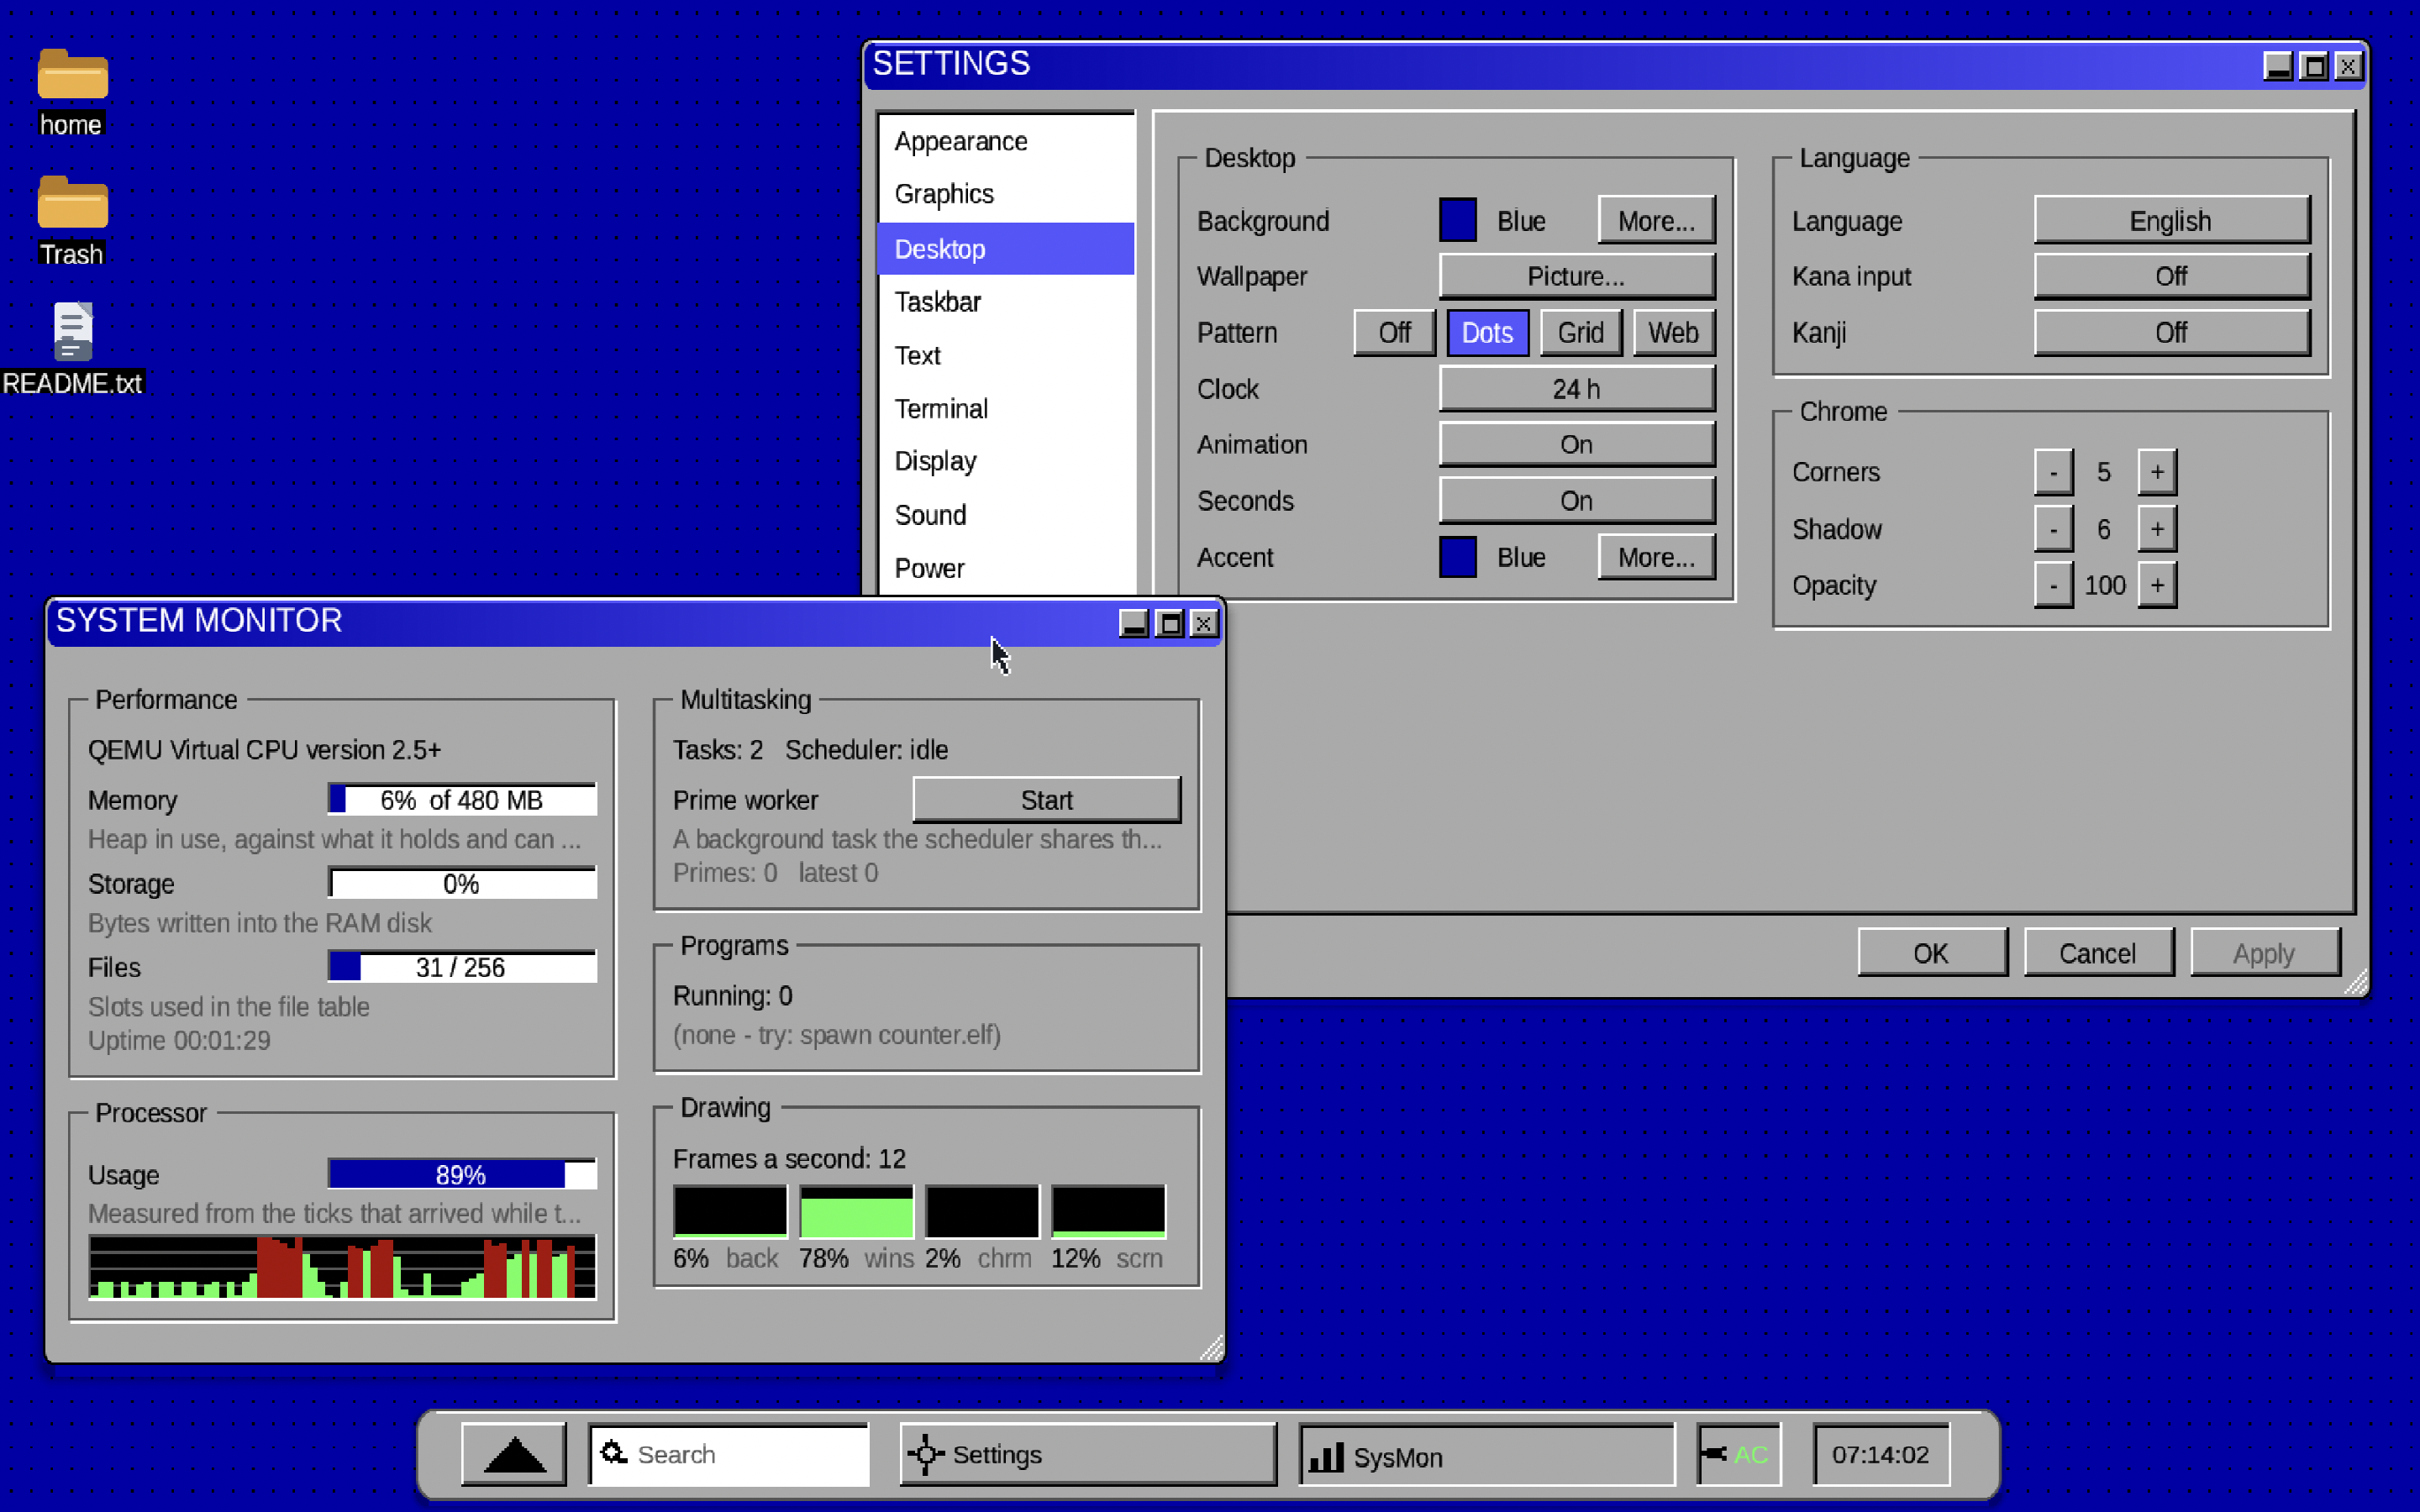 home
Trash
README.txt
SETTINGS
Appearance
Graphics
Desktop
Taskbar
Text
Terminal
Display
Sound
Power
Desktop
Background Blue More...
Wallpaper Picture...
Pattern Off Dots Grid Web
Clock 24 h
Animation On
Seconds On
Accent Blue More...
Language
Language English
Kana input Off
Kanji Off
Chrome
Corners - 5 +
Shadow - 6 +
Opacity - 100 +
OK Cancel Apply
SYSTEM MONITOR
Performance
QEMU Virtual CPU version 2.5+
Memory 6% of 480 MB
Heap in use, against what it holds and can ...
Storage 0%
Bytes written into the RAM disk
Files 31 / 256
Slots used in the file table
Uptime 00:01:29
Processor
Usage 89%
Measured from the ticks that arrived while t...
Multitasking
Tasks: 2 Scheduler: idle
Prime worker Start
A background task the scheduler shares th...
Primes: 0 latest 0
Programs
Running: 0
(none - try: spawn counter.elf)
Drawing
Frames a second: 12
6% back 78% wins 2% chrm 12% scrn
Search Settings SysMon AC 07:14:02